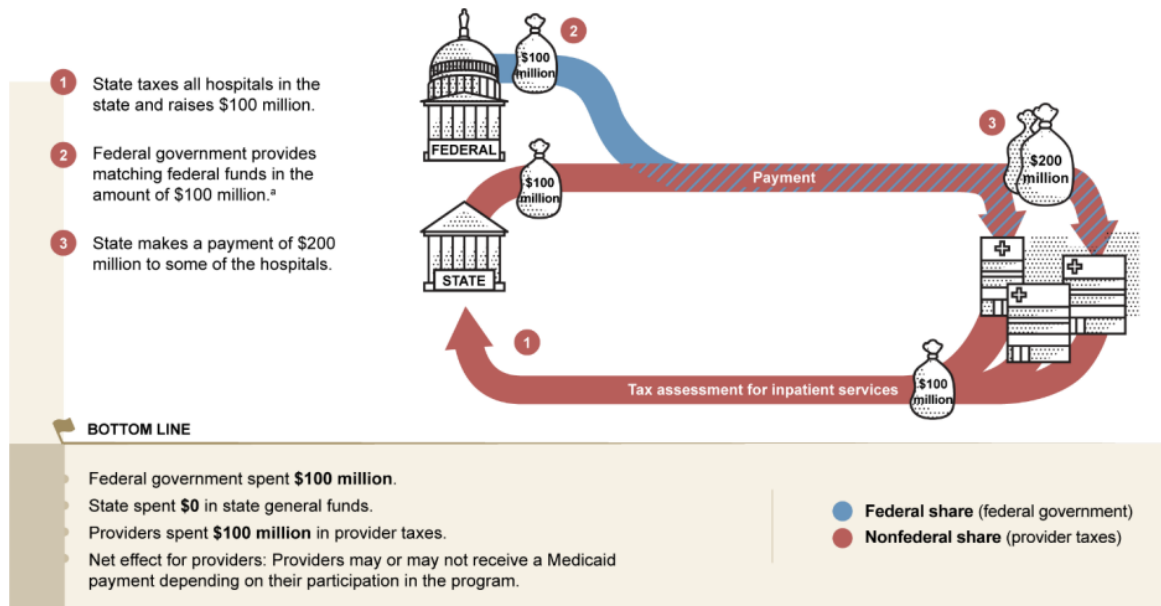 1
State taxes all hospitals in the
state and raises $100 million.
2
Federal government provides
matching federal funds in the
amount of $100 million.ᵃ
3
State makes a payment of $200
million to some of the hospitals.
2
$100
million
FEDERAL
$100
million
STATE
Payment
3
$200
million
1
Tax assessment for inpatient services
$100
million
BOTTOM LINE
Federal government spent $100 million.
State spent $0 in state general funds.
Providers spent $100 million in provider taxes.
Net effect for providers: Providers may or may not receive a Medicaid
payment depending on their participation in the program.
Federal share (federal government)
Nonfederal share (provider taxes)